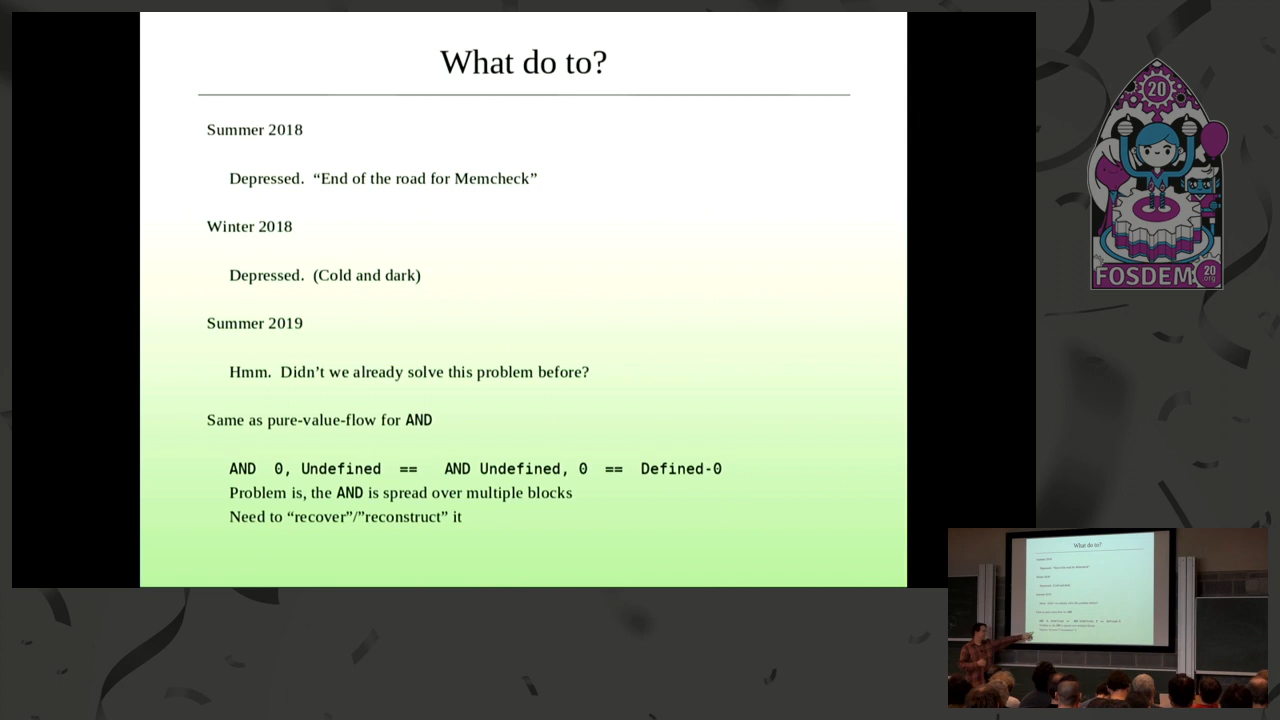 What do to?
Summer 2018
Depressed.  “End of the road for Memcheck”
Winter 2018
Depressed.  (Cold and dark)
Summer 2019
Hmm.  Didn’t we already solve this problem before?
Same as pure-value-flow for AND
AND  0, Undefined  ==   AND Undefined, 0  ==  Defined-0
Problem is, the AND is spread over multiple blocks
Need to “recover”/”reconstruct” it
20
FOSDEM
20
.org
What do to?